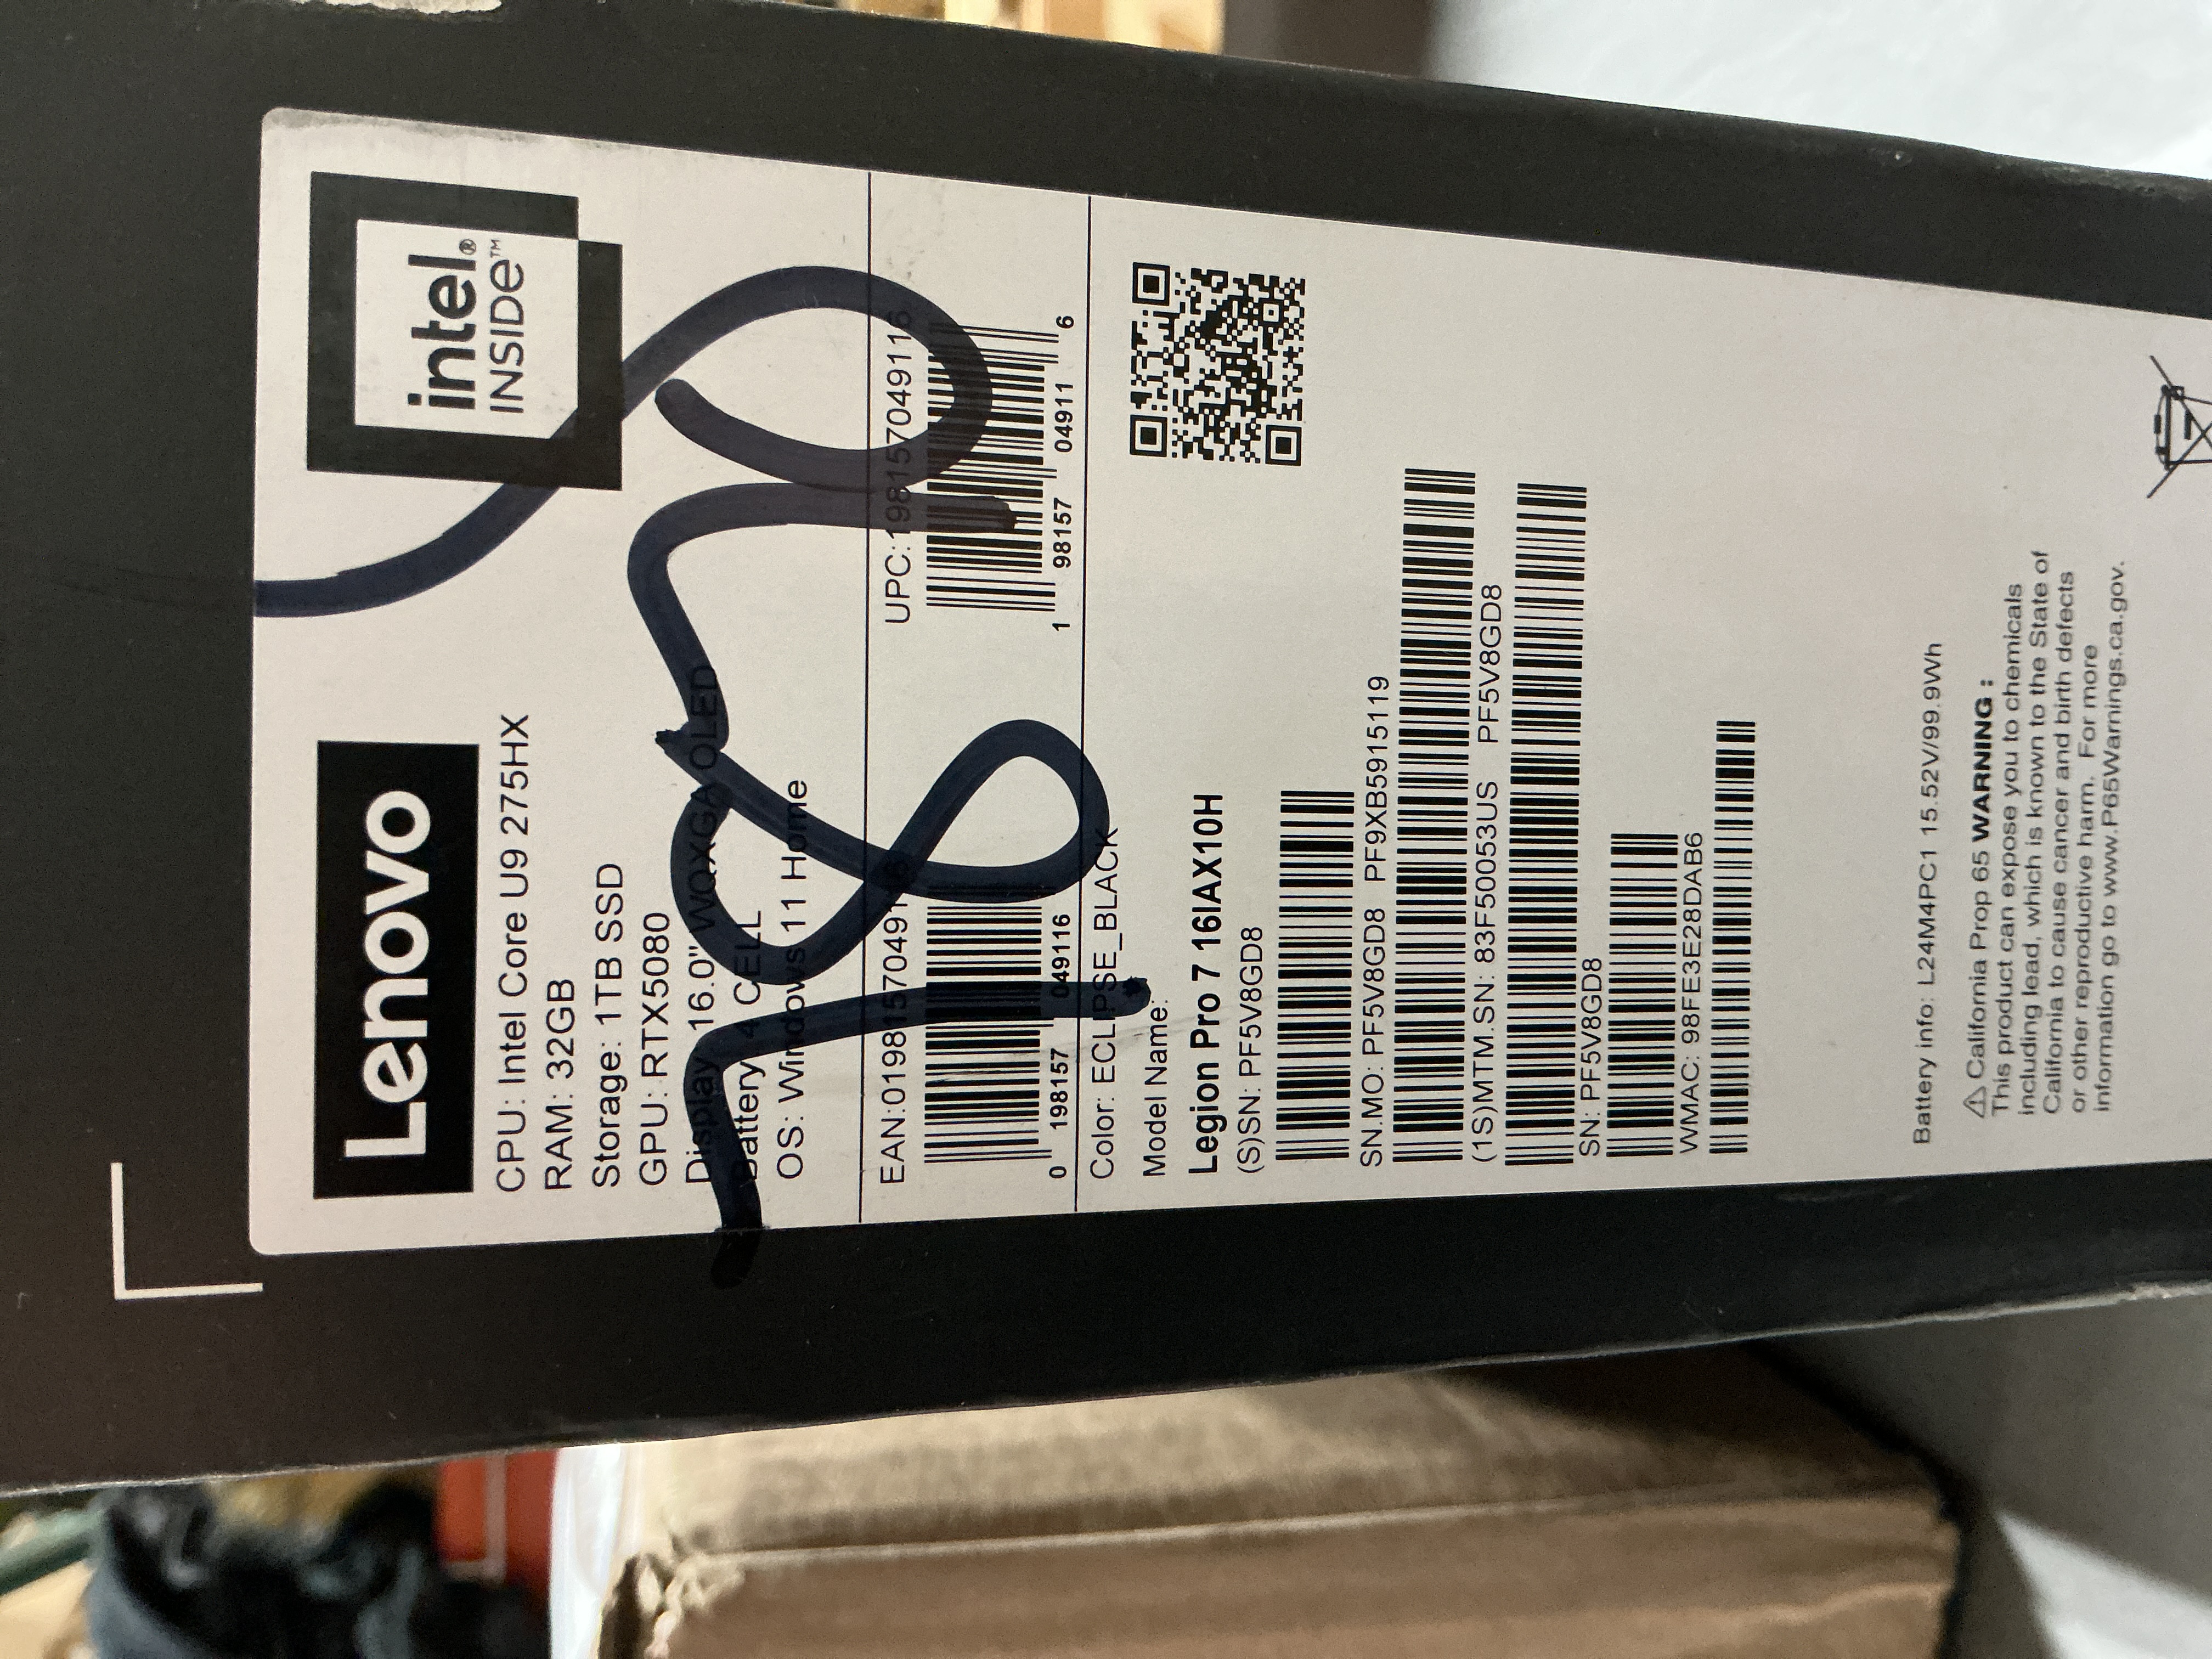 Lenovo
intel®
INSIDE™
CPU: Intel Core U9 275HX
RAM: 32GB
Storage: 1TB SSD
GPU: RTX5080
Display 16.0" WQXGA OLED
Battery 4 CELL
OS: Windows 11 Home
EAN:0198157049116
0 198157 049116
UPC:198157049116
1 98157 04911 6
Color: ECLIPSE_BLACK
Model Name:
Legion Pro 7 16IAX10H
(S)SN: PF5V8GD8
SN.MO: PF5V8GD8 PF9XB5915119
(1S)MTM.SN: 83F50053US PF5V8GD8
SN: PF5V8GD8
WMAC: 98FE3E28DAB6
Battery info: L24M4PC1 15.52V/99.9Wh
⚠ California Prop 65 WARNING :
This product can expose you to chemicals
including lead, which is known to the State of
California to cause cancer and birth defects
or other reproductive harm. For more
information go to www.P65Warnings.ca.gov.